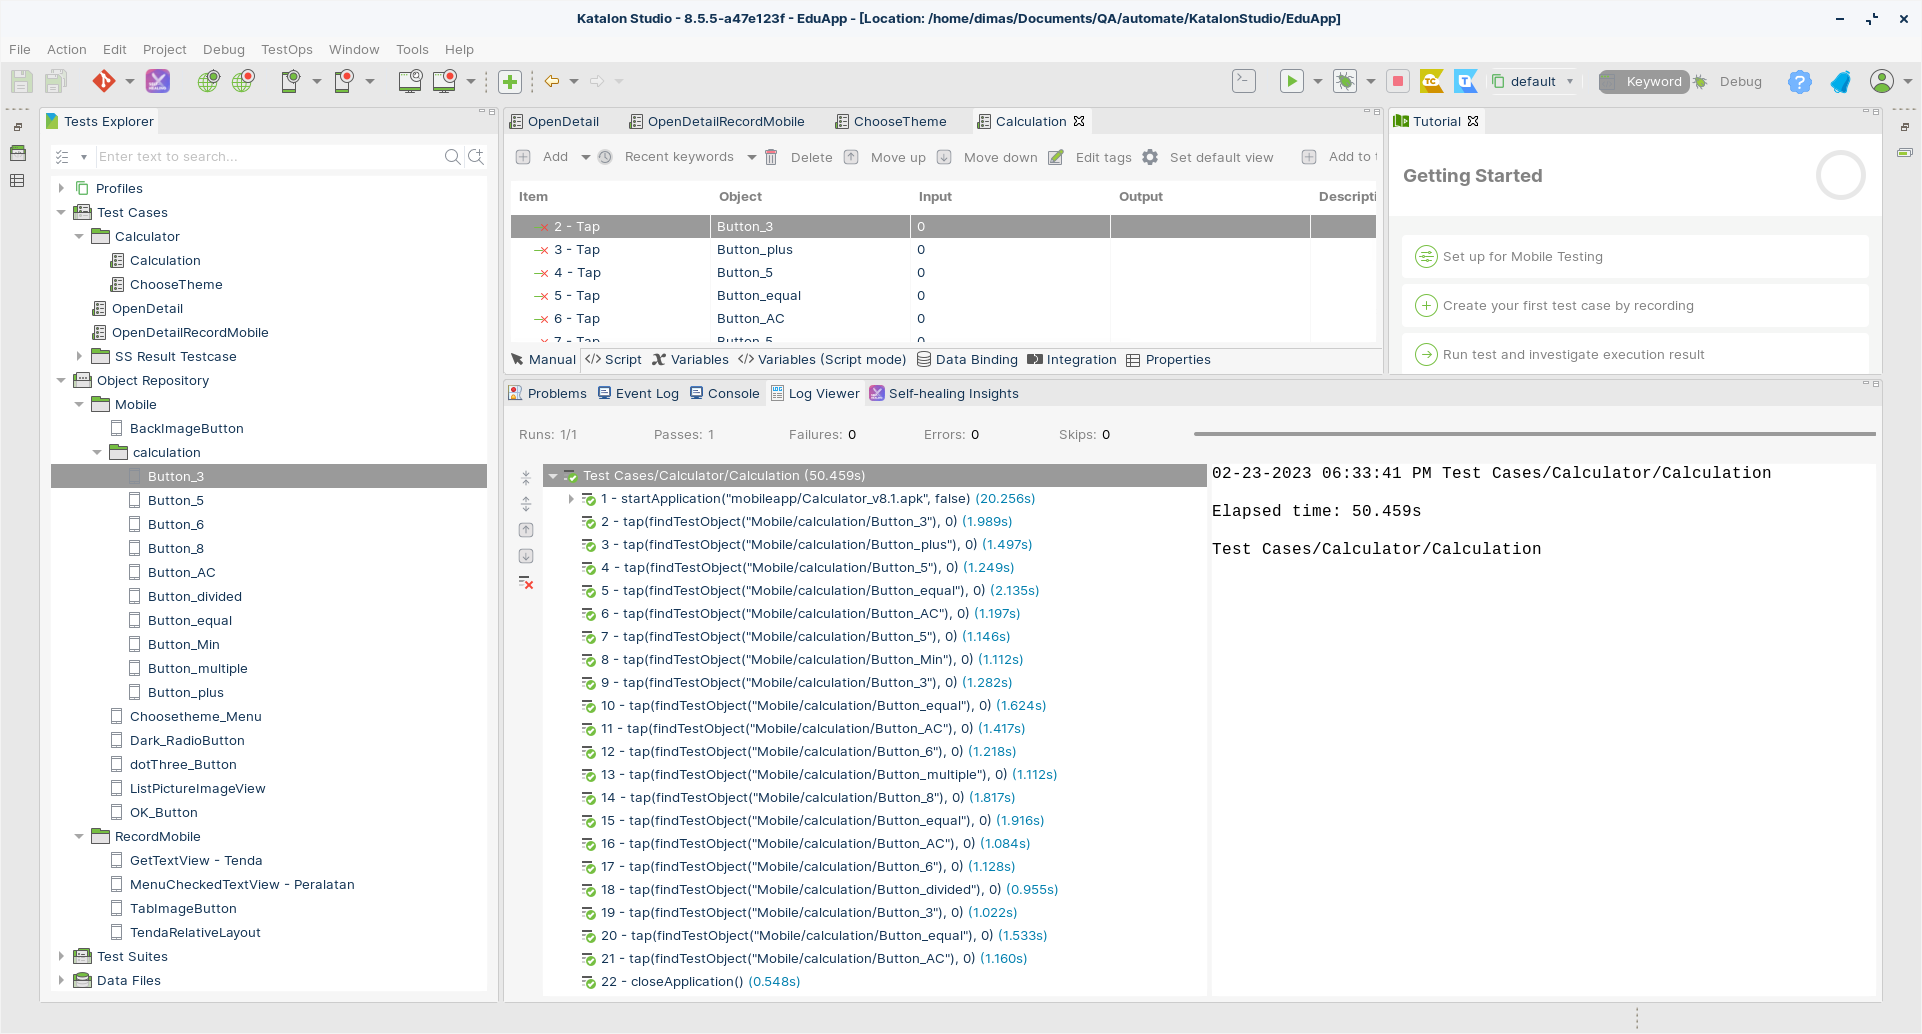 Katalon Studio - 8.5.5-a47e123f - EduApp - [Location: /home/dimas/Documents/QA/automate/KatalonStudio/EduApp]
File Action Edit Project Debug TestOps Window Tools Help
default Keyword Debug
Tests Explorer
Enter text to search...
Profiles
Test Cases
Calculator
Calculation
ChooseTheme
OpenDetail
OpenDetailRecordMobile
SS Result Testcase
Object Repository
Mobile
BackImageButton
calculation
Button_3
Button_5
Button_6
Button_8
Button_AC
Button_divided
Button_equal
Button_Min
Button_multiple
Button_plus
Choosetheme_Menu
Dark_RadioButton
dotThree_Button
ListPictureImageView
OK_Button
RecordMobile
GetTextView - Tenda
MenuCheckedTextView - Peralatan
TabImageButton
TendaRelativeLayout
Test Suites
Data Files
OpenDetail OpenDetailRecordMobile ChooseTheme Calculation
Add Recent keywords Delete Move up Move down Edit tags Set default view Add to t
Item Object Input Output Descripti
2 - Tap Button_3 0
3 - Tap Button_plus 0
4 - Tap Button_5 0
5 - Tap Button_equal 0
6 - Tap Button_AC 0
7 - Tap Button_5 0
Manual </> Script Variables </> Variables (Script mode) Data Binding Integration Properties
Tutorial
Getting Started
Set up for Mobile Testing
Create your first test case by recording
Run test and investigate execution result
Problems Event Log Console Log Viewer Self-healing Insights
Runs: 1/1 Passes: 1 Failures: 0 Errors: 0 Skips: 0
Test Cases/Calculator/Calculation (50.459s)
1 - startApplication("mobileapp/Calculator_v8.1.apk", false) (20.256s)
2 - tap(findTestObject("Mobile/calculation/Button_3"), 0) (1.989s)
3 - tap(findTestObject("Mobile/calculation/Button_plus"), 0) (1.497s)
4 - tap(findTestObject("Mobile/calculation/Button_5"), 0) (1.249s)
5 - tap(findTestObject("Mobile/calculation/Button_equal"), 0) (2.135s)
6 - tap(findTestObject("Mobile/calculation/Button_AC"), 0) (1.197s)
7 - tap(findTestObject("Mobile/calculation/Button_5"), 0) (1.146s)
8 - tap(findTestObject("Mobile/calculation/Button_Min"), 0) (1.112s)
9 - tap(findTestObject("Mobile/calculation/Button_3"), 0) (1.282s)
10 - tap(findTestObject("Mobile/calculation/Button_equal"), 0) (1.624s)
11 - tap(findTestObject("Mobile/calculation/Button_AC"), 0) (1.417s)
12 - tap(findTestObject("Mobile/calculation/Button_6"), 0) (1.218s)
13 - tap(findTestObject("Mobile/calculation/Button_multiple"), 0) (1.112s)
14 - tap(findTestObject("Mobile/calculation/Button_8"), 0) (1.817s)
15 - tap(findTestObject("Mobile/calculation/Button_equal"), 0) (1.916s)
16 - tap(findTestObject("Mobile/calculation/Button_AC"), 0) (1.084s)
17 - tap(findTestObject("Mobile/calculation/Button_6"), 0) (1.128s)
18 - tap(findTestObject("Mobile/calculation/Button_divided"), 0) (0.955s)
19 - tap(findTestObject("Mobile/calculation/Button_3"), 0) (1.022s)
20 - tap(findTestObject("Mobile/calculation/Button_equal"), 0) (1.533s)
21 - tap(findTestObject("Mobile/calculation/Button_AC"), 0) (1.160s)
22 - closeApplication() (0.548s)
02-23-2023 06:33:41 PM Test Cases/Calculator/Calculation
Elapsed time: 50.459s
Test Cases/Calculator/Calculation